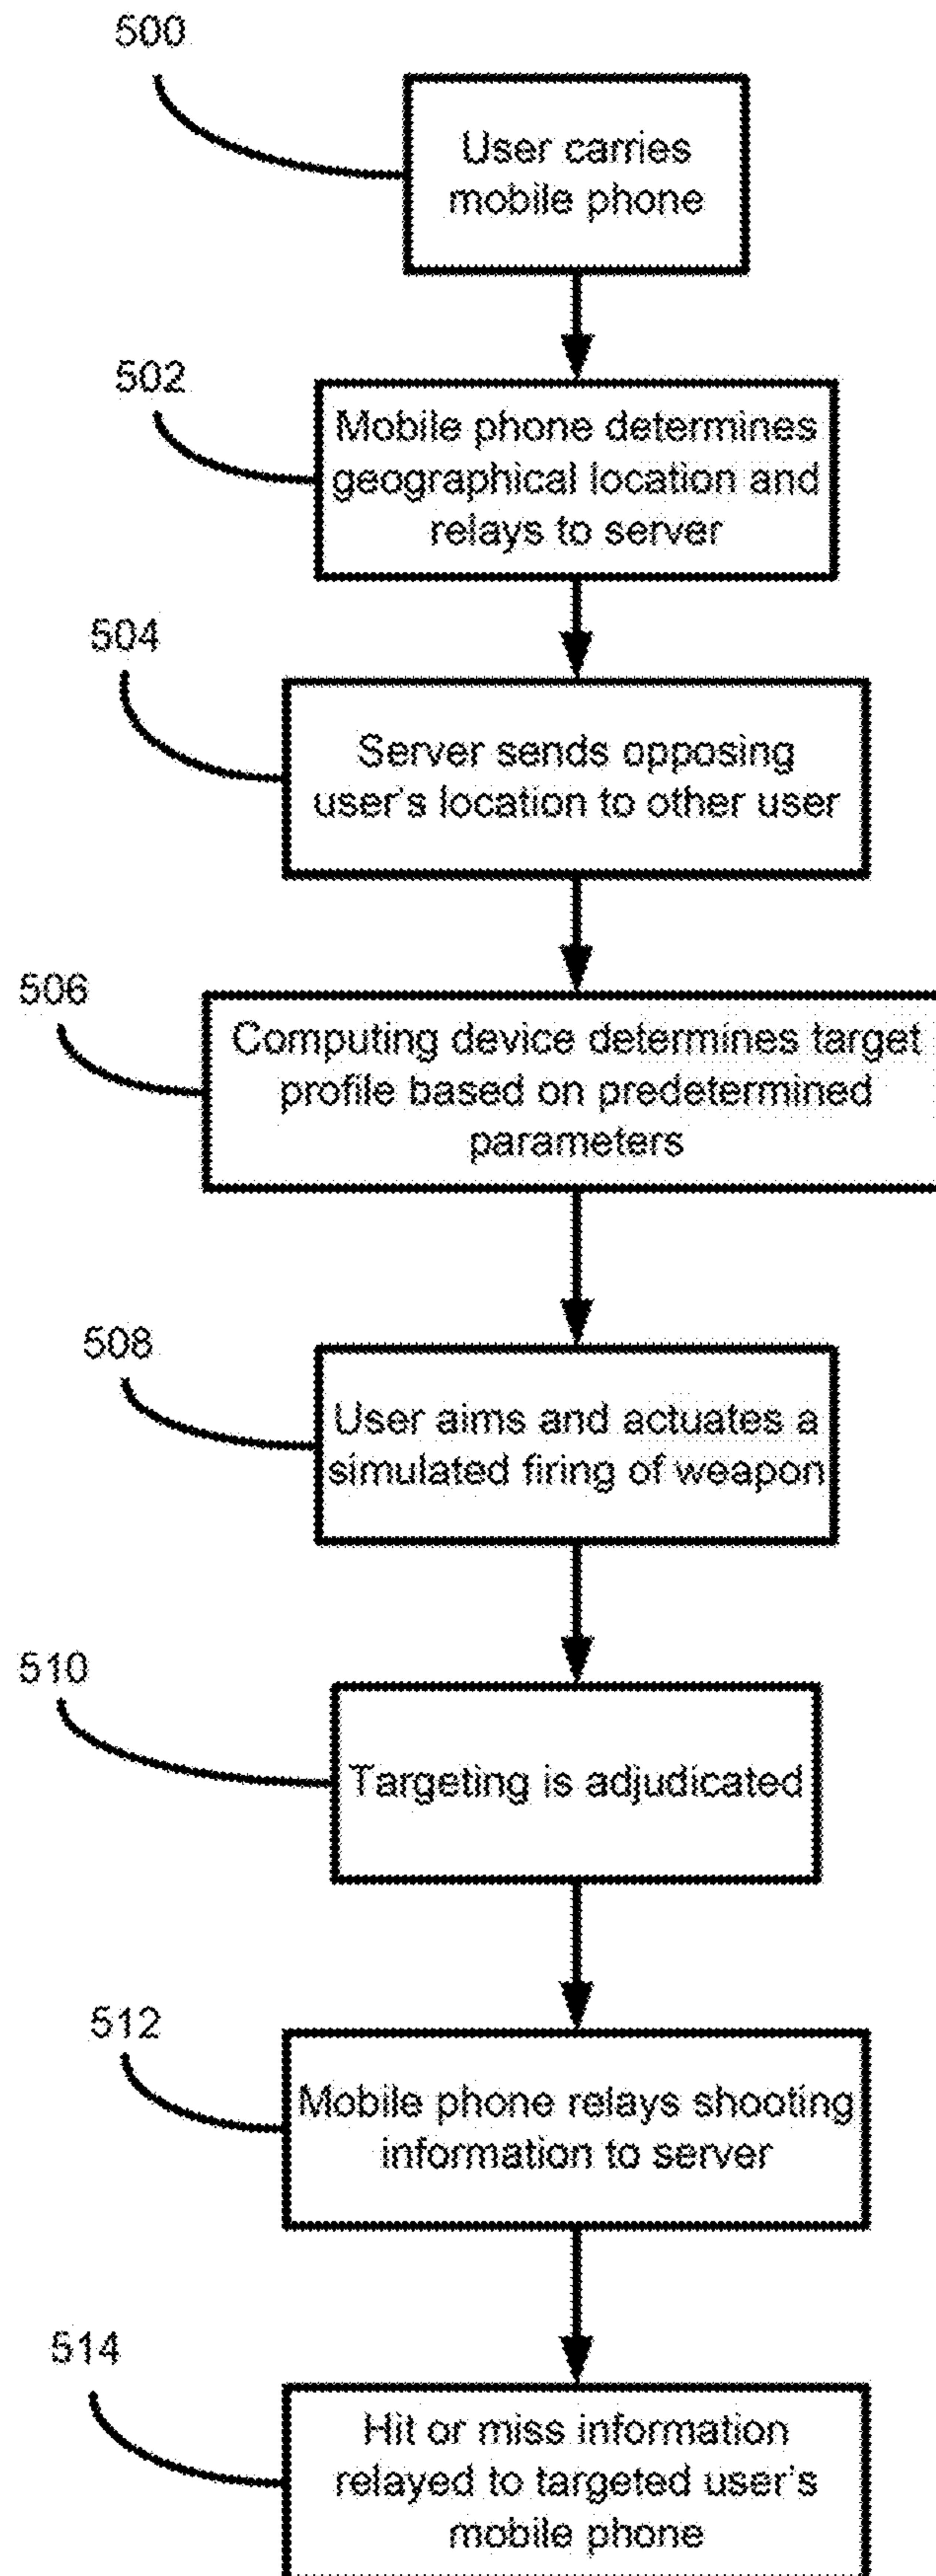 500
User carries
mobile phone
502
Mobile phone determines
geographical location and
relays to server
504
Server sends opposing
user's location to other user
506
Computing device determines target
profile based on predetermined
parameters
508
User aims and actuates a
simulated firing of weapon
510
Targeting is adjudicated
512
Mobile phone relays shooting
information to server
514
Hit or miss information
relayed to targeted user's
mobile phone